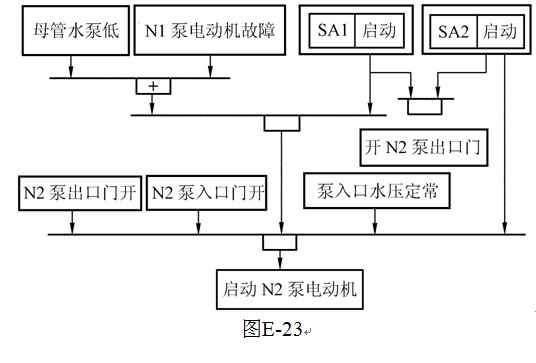 母管水泵低
N1 泵电动机故障
SA1 启动
SA2 启动
+
开 N2 泵出口门
N2 泵出口门开
N2 泵入口门开
泵入口水压定常
启动 N2 泵电动机
图E-23